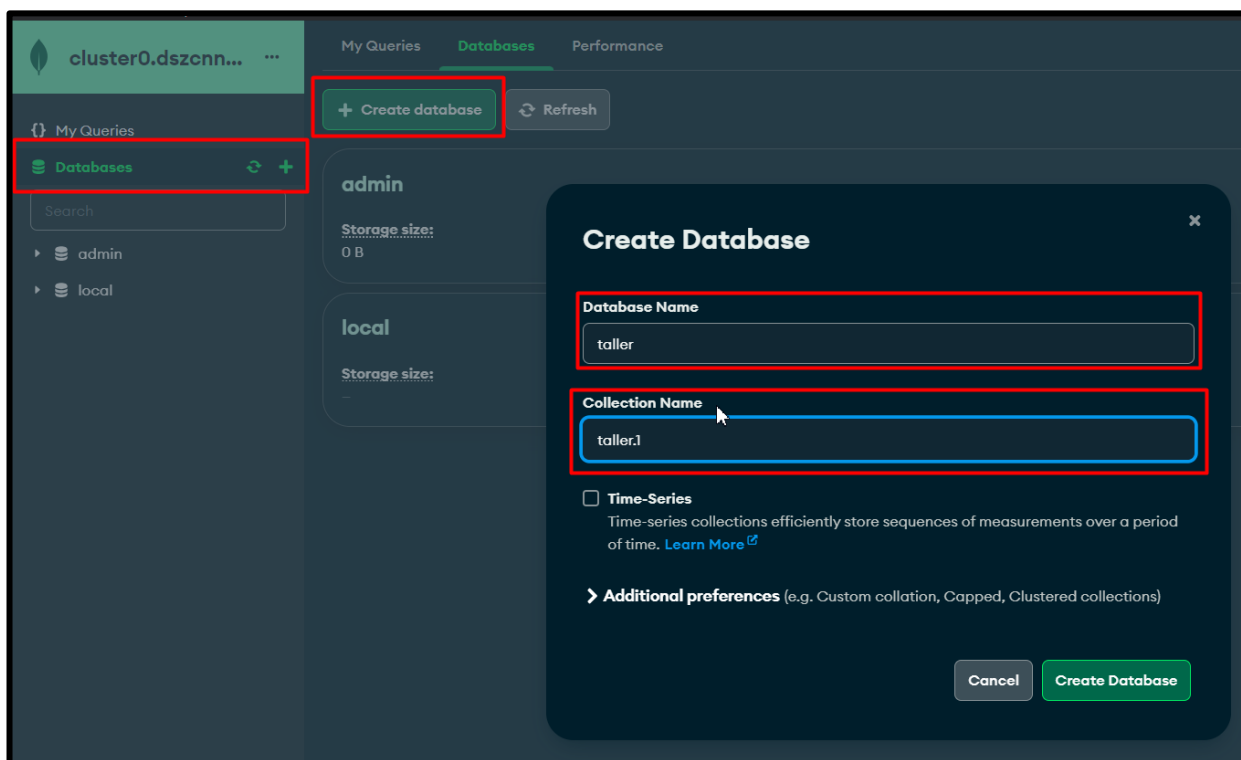 cluster0.dszcnn... ...
{} My Queries
Databases
Search
admin
local
My Queries Databases Performance
+ Create database Refresh
admin
Storage size:
0 B
local
Storage size:
–
Create Database
Database Name
taller
Collection Name
taller.1
Time-Series
Time-series collections efficiently store sequences of measurements over a period
of time. Learn More
Additional preferences (e.g. Custom collation, Capped, Clustered collections)
Cancel Create Database